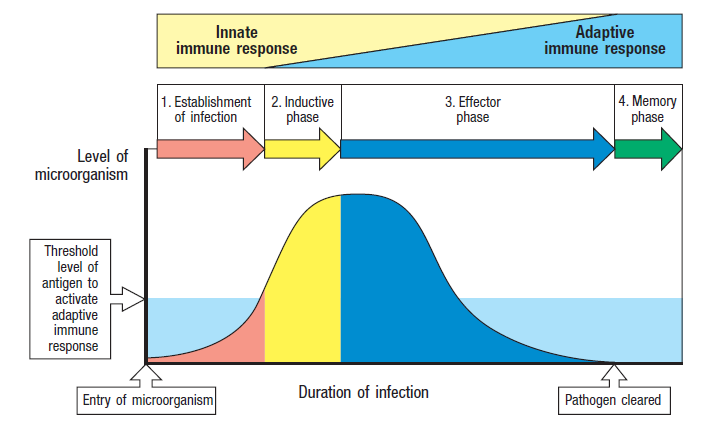 Innate
immune response
Adaptive
immune response
1. Establishment
of infection
2. Inductive
phase
3. Effector
phase
4. Memory
phase
Level of
microorganism
Threshold
level of
antigen to
activate
adaptive
immune
response
Entry of microorganism
Duration of infection
Pathogen cleared